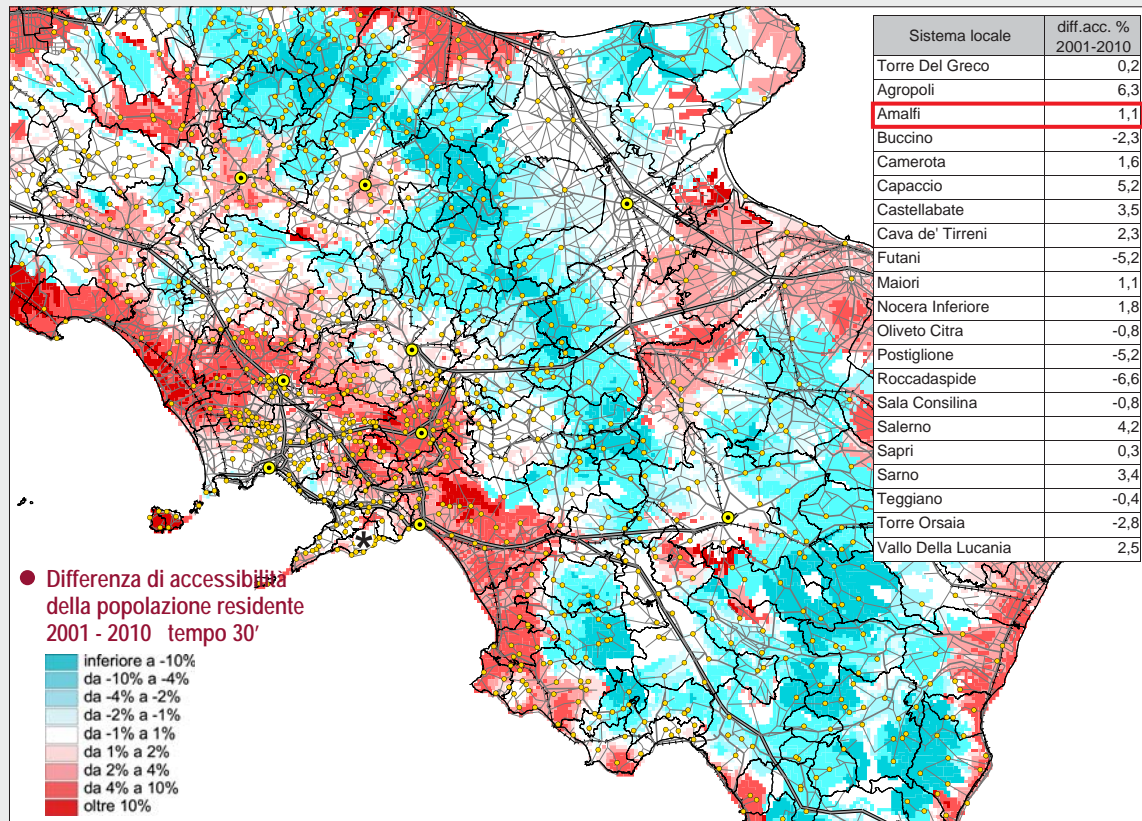 Sistema locale diff.acc. %
2001-2010
Torre Del Greco 0,2
Agropoli 6,3
Amalfi 1,1
Buccino -2,3
Camerota 1,6
Capaccio 5,2
Castellabate 3,5
Cava de' Tirreni 2,3
Futani -5,2
Maiori 1,1
Nocera Inferiore 1,8
Oliveto Citra -0,8
Postiglione -5,2
Roccadaspide -6,6
Sala Consilina -0,8
Salerno 4,2
Sapri 0,3
Sarno 3,4
Teggiano -0,4
Torre Orsaia -2,8
Vallo Della Lucania 2,5
*
● Differenza di accessibilità
della popolazione residente
2001 - 2010 tempo 30'
inferiore a -10%
da -10% a -4%
da -4% a -2%
da -2% a -1%
da -1% a 1%
da 1% a 2%
da 2% a 4%
da 4% a 10%
oltre 10%